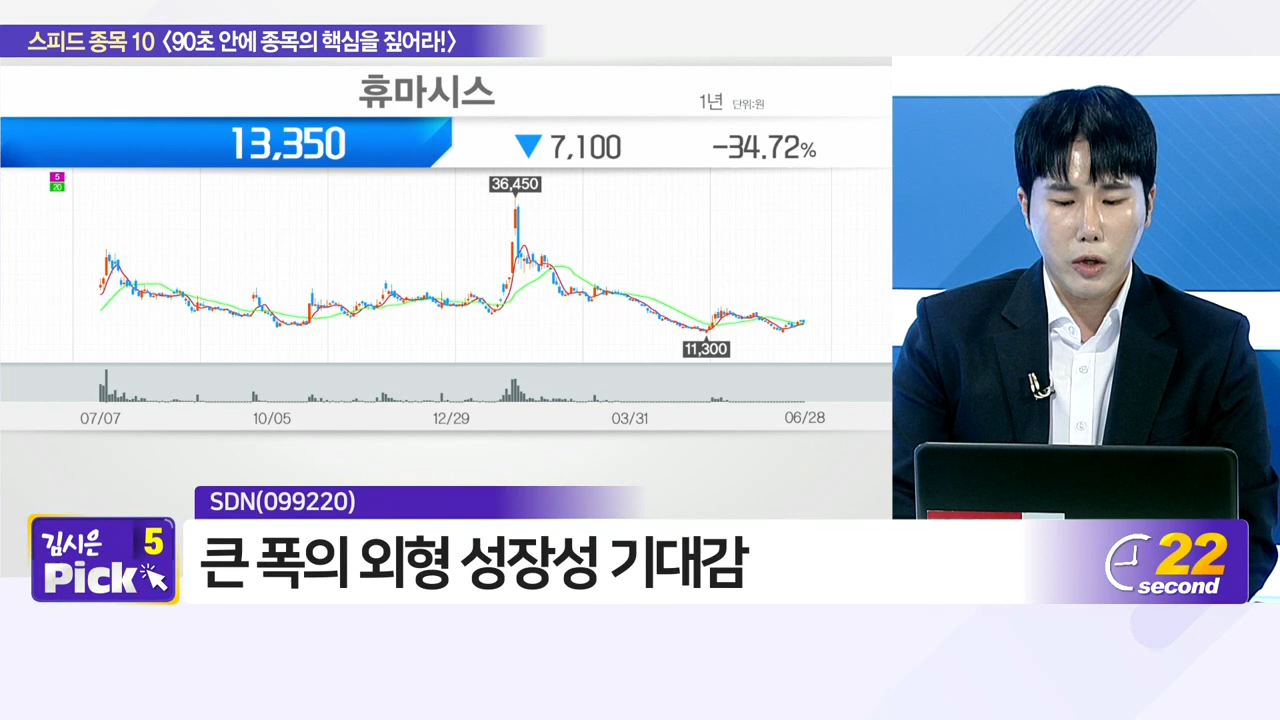 스피드 종목 10 〈90초 안에 종목의 핵심을 짚어라!〉
휴마시스
1년 단위:원
13,350 ▼ 7,100 -34.72%
5
20
36,450
11,300
07/07 10/05 12/29 03/31 06/28
SDN(099220)
김시은 5
Pick
큰 폭의 외형 성장성 기대감
22
second